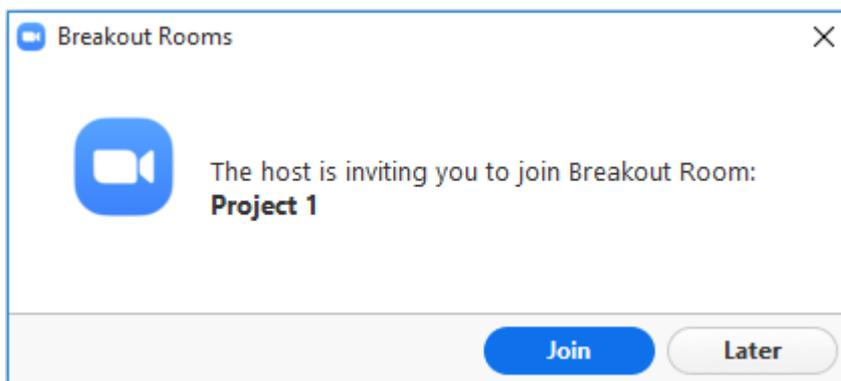 Breakout Rooms
The host is inviting you to join Breakout Room:
Project 1
Join Later